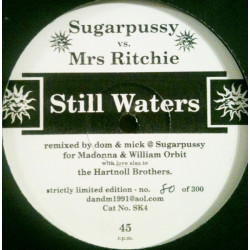 Sugarpussy
vs.
Mrs Ritchie
Still Waters
remixed by dom & mick @ Sugarpussy
for Madonna & William Orbit
with love also to
the Hartnoll Brothers.
strictly limited edition - no. 80 of 300
dandm1991@aol.com
Cat No. SK4
45
r.p.m.